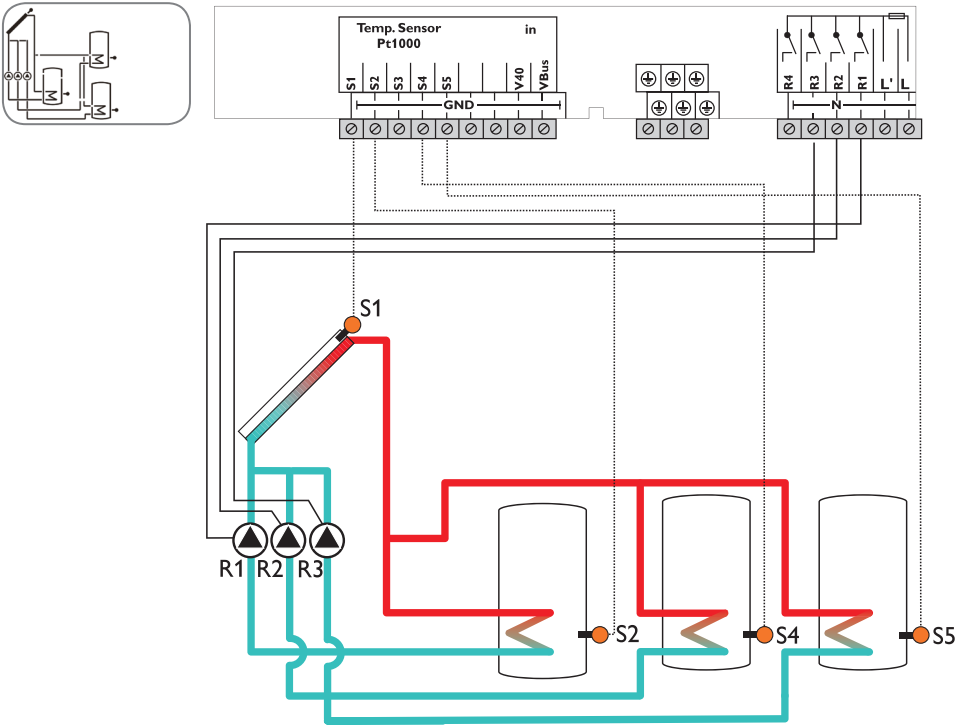 Temp. Sensor in
Pt1000
S1 S2 S3 S4 S5 V40 VBus
GND
R4 R3 R2 R1 L' L
N
S1
R1 R2 R3
S2 S4 S5